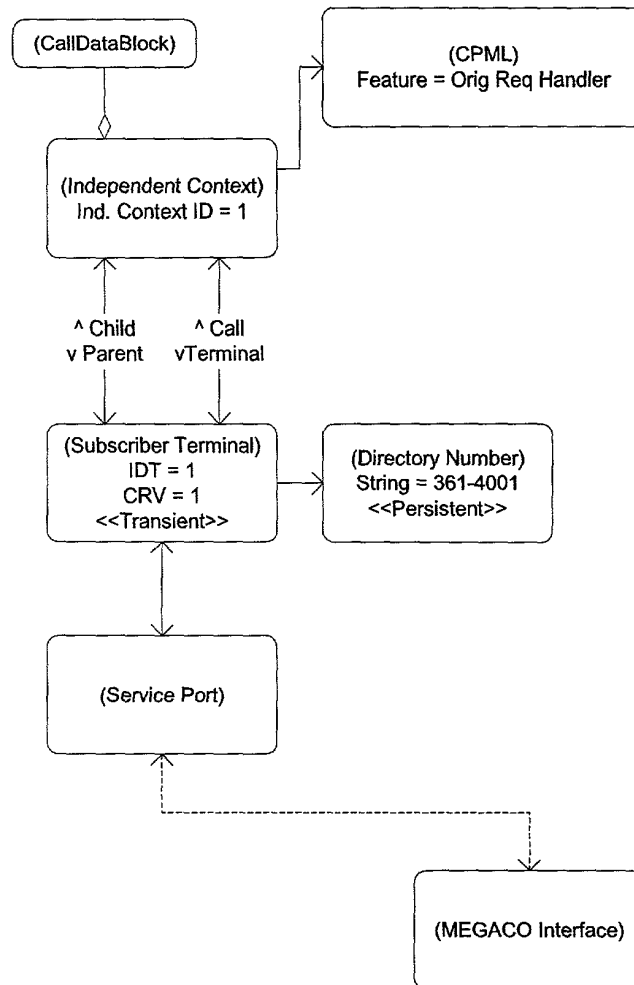 (CallDataBlock)
(CPML)
Feature = Orig Req Handler
(Independent Context)
Ind. Context ID = 1
^ Child
v Parent
^ Call
vTerminal
(Subscriber Terminal)
IDT = 1
CRV = 1
<<Transient>>
(Directory Number)
String = 361-4001
<<Persistent>>
(Service Port)
(MEGACO Interface)